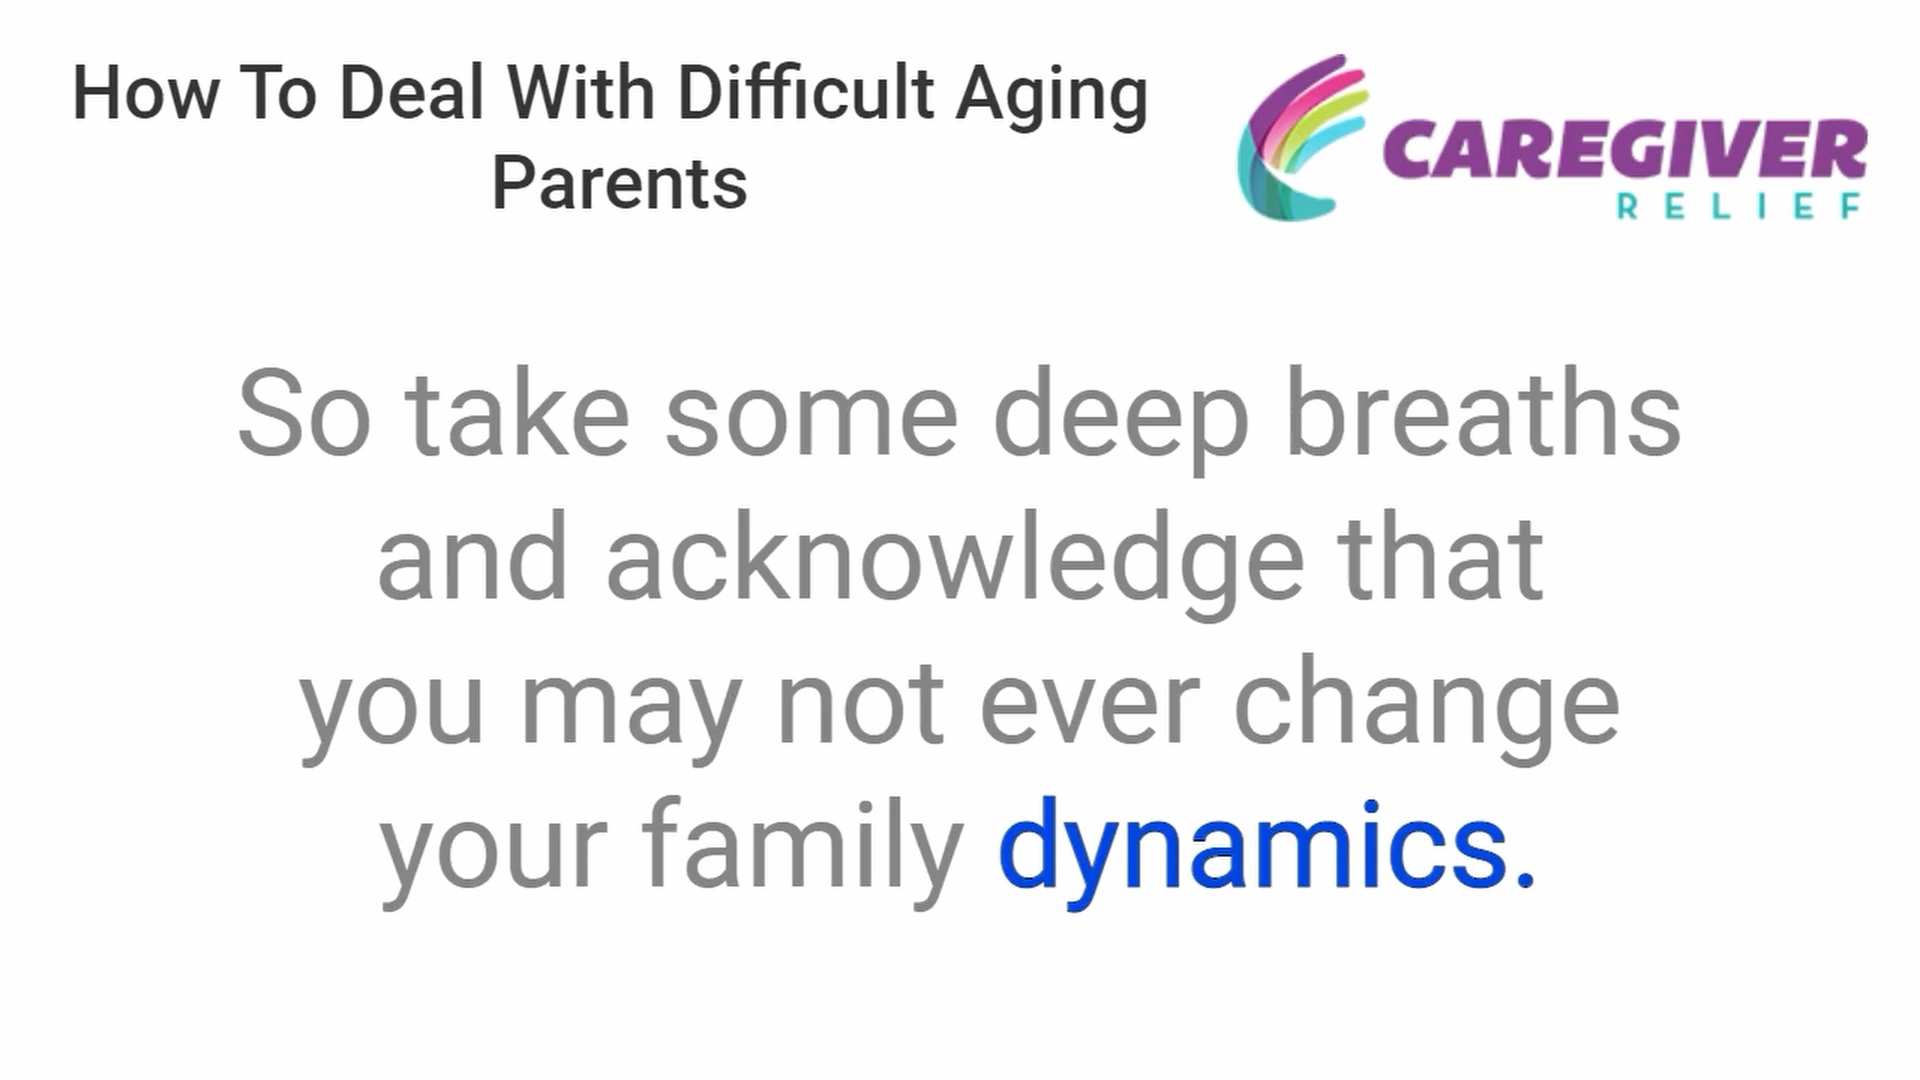 How To Deal With Difficult Aging
Parents
CAREGIVER
RELIEF
So take some deep breaths
and acknowledge that
you may not ever change
your family dynamics.